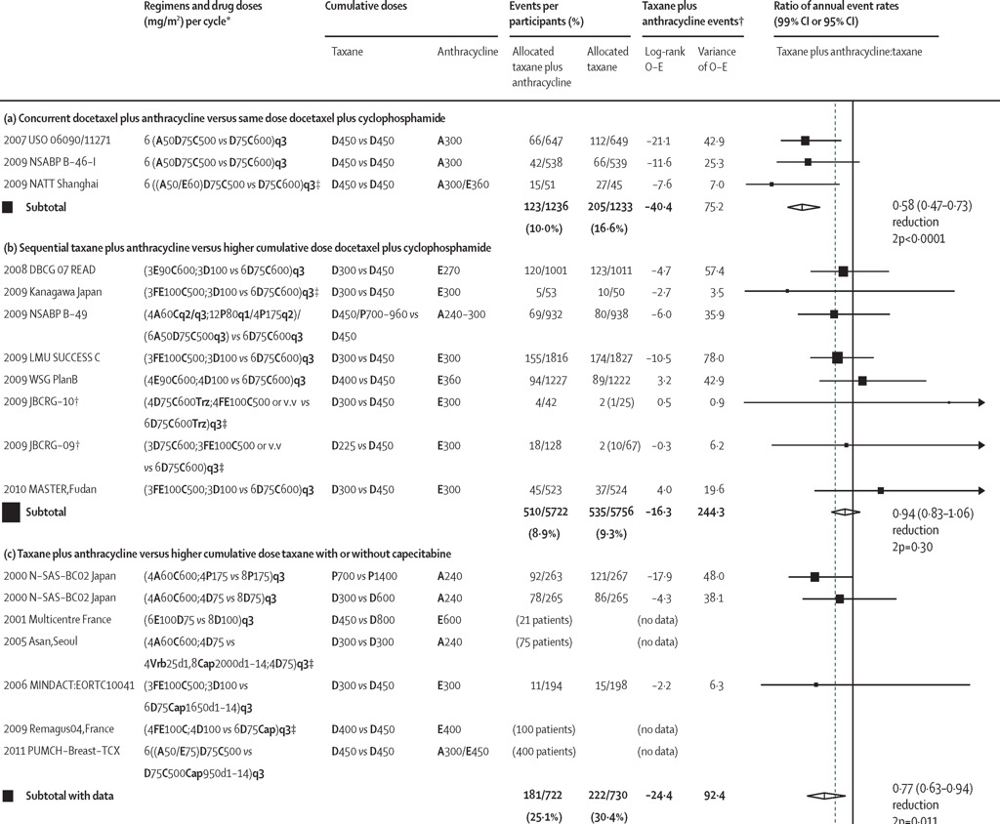 Regimens and drug doses (mg/m²) per cycle* Cumulative doses Events per participants (%) Taxane plus anthracycline events† Ratio of annual event rates (99% CI or 95% CI)
Taxane Anthracycline Allocated taxane plus anthracycline Allocated taxane Log-rank O–E Variance of O–E Taxane plus anthracycline:taxane
(a) Concurrent docetaxel plus anthracycline versus same dose docetaxel plus cyclophosphamide
2007 USO 06090/11271 6 (A50D75C500 vs D75C600)q3 D450 vs D450 A300 66/647 112/649 –21·1 42·9
2009 NSABP B–46–I 6 (A50D75C500 vs D75C600)q3 D450 vs D450 A300 42/538 66/539 –11·6 25·3
2009 NATT Shanghai 6 ((A50/E60)D75C500 vs D75C600)q3‡ D450 vs D450 A300/E360 15/51 27/45 –7·6 7·0
Subtotal 123/1236 205/1233 –40·4 75·2 0·58 (0·47–0·73)
(10·0%) (16·6%) reduction
2p<0·0001
(b) Sequential taxane plus anthracycline versus higher cumulative dose docetaxel plus cyclophosphamide
2008 DBCG 07 READ (3E90C600;3D100 vs 6D75C600)q3 D300 vs D450 E270 120/1001 123/1011 –4·7 57·4
2009 Kanagawa Japan (3FE100C500;3D100 vs 6D75C600)q3‡ D300 vs D450 E300 5/53 10/50 –2·7 3·5
2009 NSABP B–49 (4A60Cq2/q3;12P80q1/4P175q2)/ D450/P700–960 vs A240–300 69/932 80/938 –6·0 35·9
(6A50D75C500q3) vs 6D75C600q3 D450
2009 LMU SUCCESS C (3FE100C500;3D100 vs 6D75C600)q3 D300 vs D450 E300 155/1816 174/1827 –10·5 78·0
2009 WSG PlanB (4E90C600;4D100 vs 6D75C600)q3 D400 vs D450 E360 94/1227 89/1222 3·2 42·9
2009 JBCRG–10† (4D75C600Trz;4FE100C500 or v.v vs D300 vs D450 E300 4/42 2 (1/25) 0·5 0·9
6D75C600Trz)q3‡
2009 JBCRG–09† (3D75C600;3FE100C500 or v.v D225 vs D450 E300 18/128 2 (10/67) –0·3 6·2
vs 6D75C600)q3‡
2010 MASTER,Fudan (3FE100C500;3D100 vs 6D75C600)q3 D300 vs D450 E300 45/523 37/524 4·0 19·6
Subtotal 510/5722 535/5756 –16·3 244·3 0·94 (0·83–1·06)
(8·9%) (9·3%) reduction
2p=0·30
(c) Taxane plus anthracycline versus higher cumulative dose taxane with or without capecitabine
2000 N–SAS–BC02 Japan (4A60C600;4P175 vs 8P175)q3 P700 vs P1400 A240 92/263 121/267 –17·9 48·0
2000 N–SAS–BC02 Japan (4A60C600;4D75 vs 8D75)q3 D300 vs D600 A240 78/265 86/265 –4·3 38·1
2001 Multicentre France (6E100D75 vs 8D100)q3 D450 vs D800 E600 (21 patients) (no data)
2005 Asan,Seoul (4A60C600;4D75 vs D300 vs D300 A240 (75 patients) (no data)
4Vrb25d1,8Cap2000d1–14;4D75)q3‡
2006 MINDACT:EORTC10041 (3FE100C500;3D100 vs D300 vs D450 E300 11/194 15/198 –2·2 6·3
6D75Cap1650d1–14)q3
2009 Remagus04,France (4FE100C;4D100 vs 6D75Cap)q3‡ D400 vs D450 E400 (100 patients) (no data)
2011 PUMCH–Breast–TCX 6((A50/E75)D75C500 vs D450 vs D450 A300/E450 (400 patients) (no data)
D75C500Cap950d1–14)q3
Subtotal with data 181/722 222/730 –24·4 92·4 0·77 (0·63–0·94)
(25·1%) (30·4%) reduction
2p=0·011